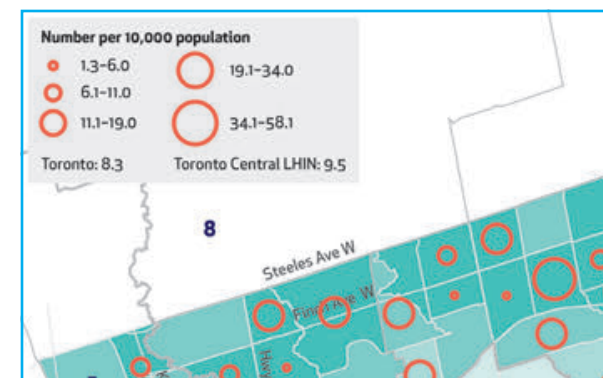 Number per 10,000 population
1.3–6.0
6.1–11.0
11.1–19.0
19.1–34.0
34.1–58.1
Toronto: 8.3
Toronto Central LHIN: 9.5
8
Steeles Ave W
Finch Ave W
Hwy